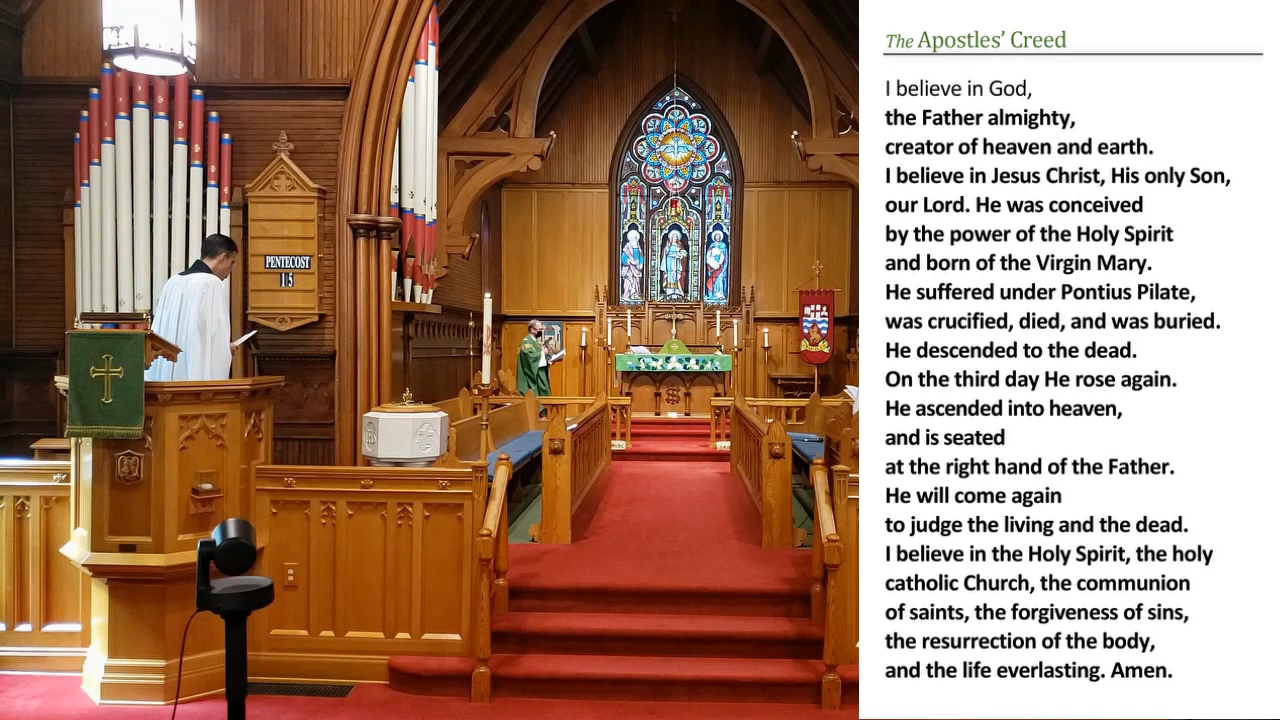 PENTECOST
15
The Apostles' Creed
I believe in God,
the Father almighty,
creator of heaven and earth.
I believe in Jesus Christ, His only Son,
our Lord. He was conceived
by the power of the Holy Spirit
and born of the Virgin Mary.
He suffered under Pontius Pilate,
was crucified, died, and was buried.
He descended to the dead.
On the third day He rose again.
He ascended into heaven,
and is seated
at the right hand of the Father.
He will come again
to judge the living and the dead.
I believe in the Holy Spirit, the holy
catholic Church, the communion
of saints, the forgiveness of sins,
the resurrection of the body,
and the life everlasting. Amen.